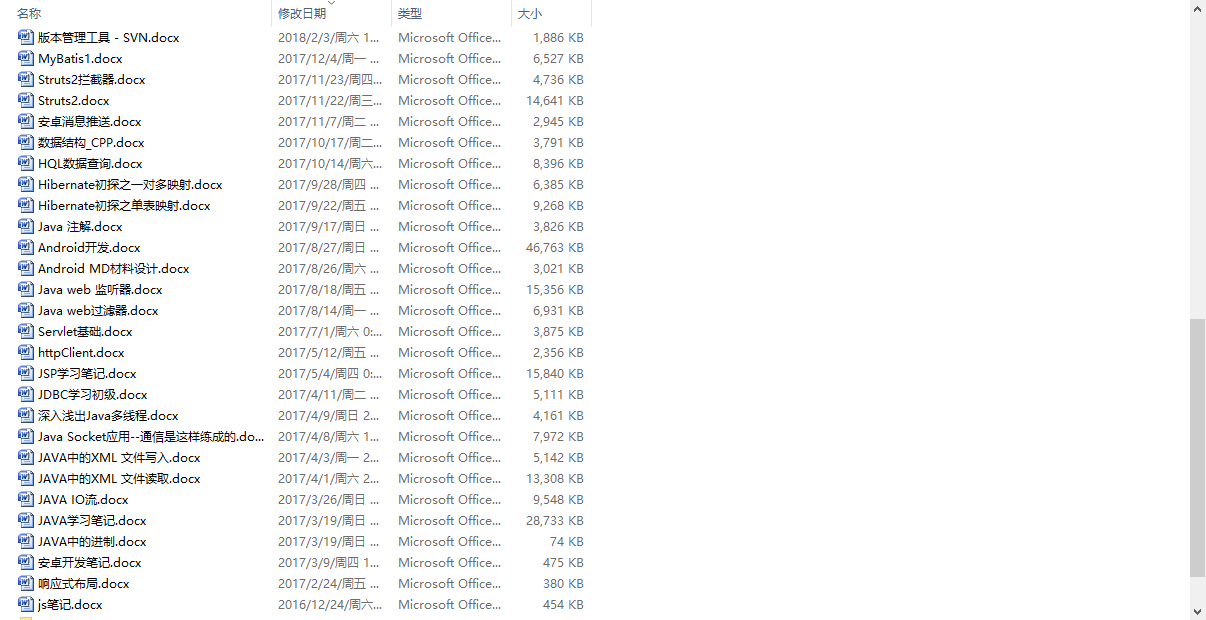 名称 修改日期 类型 大小
版本管理工具 - SVN.docx 2018/2/3/周六 1... Microsoft Office... 1,886 KB
MyBatis1.docx 2017/12/4/周一 ... Microsoft Office... 6,527 KB
Struts2拦截器.docx 2017/11/23/周四... Microsoft Office... 4,736 KB
Struts2.docx 2017/11/22/周三... Microsoft Office... 14,641 KB
安卓消息推送.docx 2017/11/7/周二 ... Microsoft Office... 2,945 KB
数据结构_CPP.docx 2017/10/17/周二... Microsoft Office... 3,791 KB
HQL数据查询.docx 2017/10/14/周六... Microsoft Office... 8,396 KB
Hibernate初探之一对多映射.docx 2017/9/28/周四 ... Microsoft Office... 6,385 KB
Hibernate初探之单表映射.docx 2017/9/22/周五 ... Microsoft Office... 9,268 KB
Java 注解.docx 2017/9/17/周日 ... Microsoft Office... 3,826 KB
Android开发.docx 2017/8/27/周日 ... Microsoft Office... 46,763 KB
Android MD材料设计.docx 2017/8/26/周六 ... Microsoft Office... 3,021 KB
Java web 监听器.docx 2017/8/18/周五 ... Microsoft Office... 15,356 KB
Java web过滤器.docx 2017/8/14/周一 ... Microsoft Office... 6,931 KB
Servlet基础.docx 2017/7/1/周六 0:... Microsoft Office... 3,875 KB
httpClient.docx 2017/5/12/周五 ... Microsoft Office... 2,356 KB
JSP学习笔记.docx 2017/5/4/周四 0:... Microsoft Office... 15,840 KB
JDBC学习初级.docx 2017/4/11/周二 ... Microsoft Office... 5,111 KB
深入浅出Java多线程.docx 2017/4/9/周日 2... Microsoft Office... 4,161 KB
Java Socket应用--通信是这样练成的.do... 2017/4/8/周六 1... Microsoft Office... 7,972 KB
JAVA中的XML 文件写入.docx 2017/4/3/周一 2... Microsoft Office... 5,142 KB
JAVA中的XML 文件读取.docx 2017/4/1/周六 2... Microsoft Office... 13,308 KB
JAVA IO流.docx 2017/3/26/周日 ... Microsoft Office... 9,548 KB
JAVA学习笔记.docx 2017/3/19/周日 ... Microsoft Office... 28,733 KB
JAVA中的进制.docx 2017/3/19/周日 ... Microsoft Office... 74 KB
安卓开发笔记.docx 2017/3/9/周四 1... Microsoft Office... 475 KB
响应式布局.docx 2017/2/24/周五 ... Microsoft Office... 380 KB
js笔记.docx 2016/12/24/周六... Microsoft Office... 454 KB